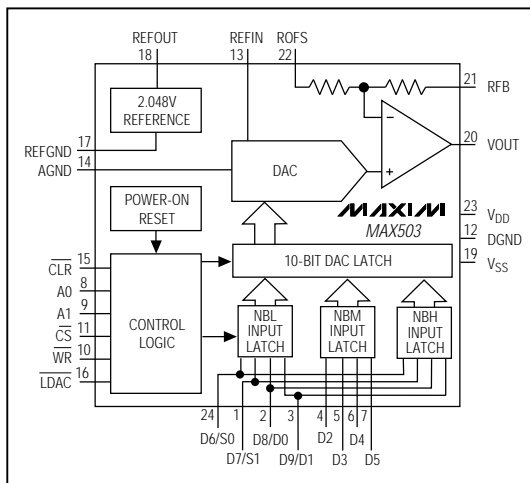 REFOUT REFIN ROFS
18 13 22
21 RFB
2.048V
REFERENCE
17
REFGND
20 VOUT
14
AGND
DAC
POWER-ON
RESET
MAXIM
MAX503
23 VDD
12 DGND
19 VSS
10-BIT DAC LATCH
15
CLR
8
A0
9
A1
11
CS
10
WR
16
LDAC
CONTROL
LOGIC
NBL
INPUT
LATCH
NBM
INPUT
LATCH
NBH
INPUT
LATCH
24 1 2 3 4 5 6 7
D6/S0 D8/D0 D2 D4
D7/S1 D9/D1 D3 D5